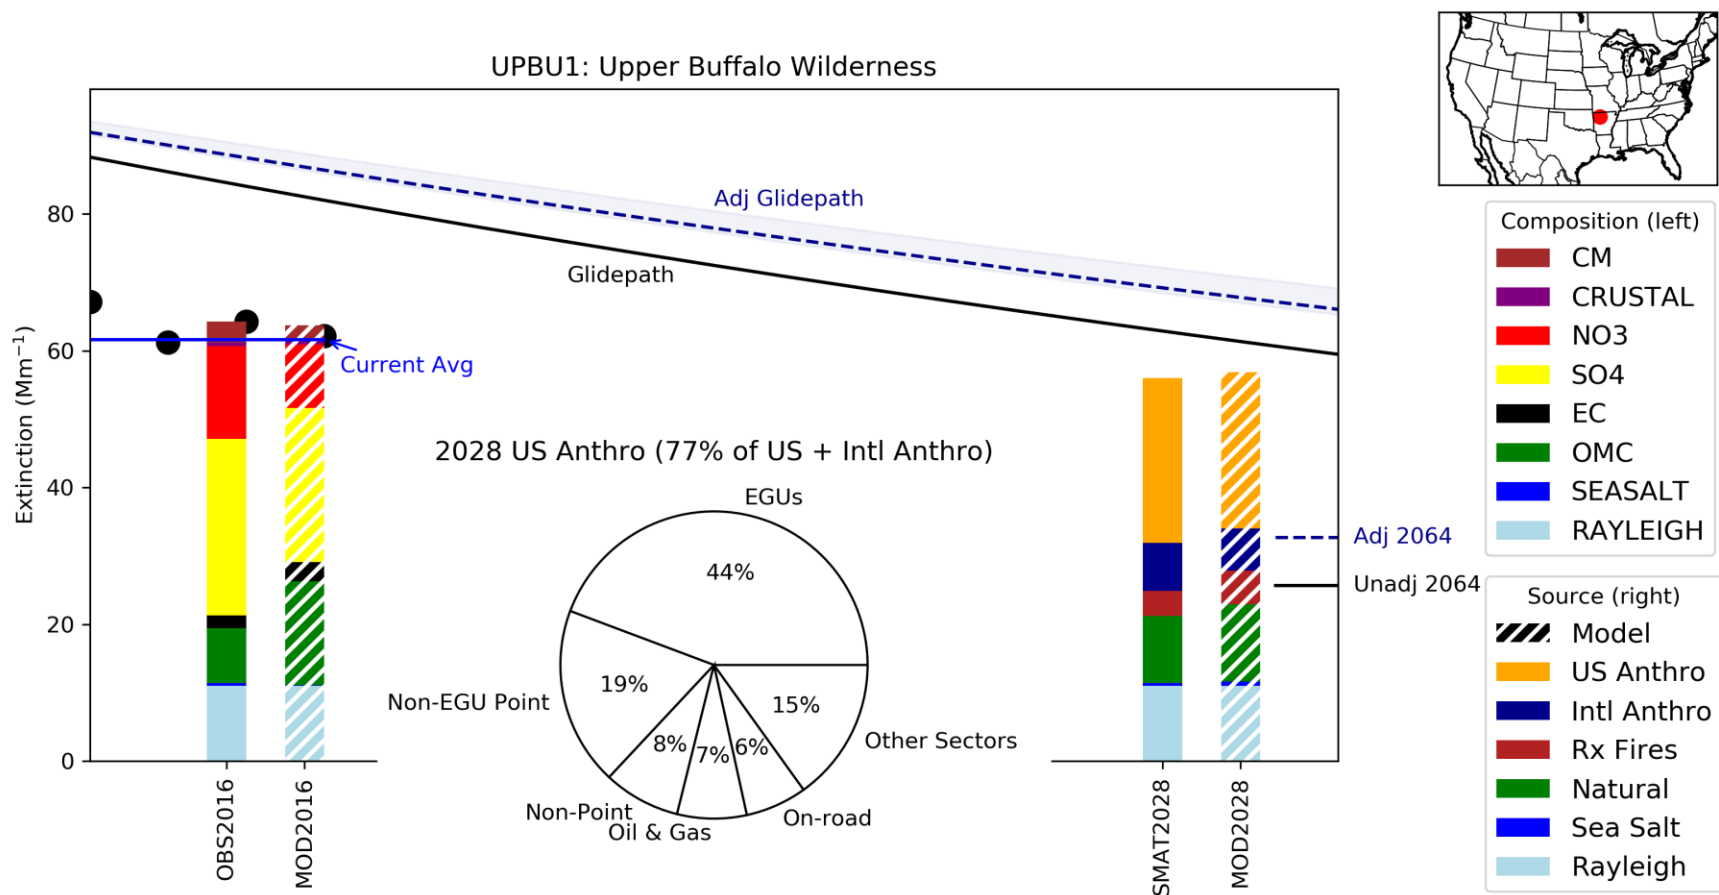 UPBU1: Upper Buffalo Wilderness
Extinction (Mm⁻¹)
80
60
40
20
0
Adj Glidepath
Glidepath
Current Avg
2028 US Anthro (77% of US + Intl Anthro)
EGUs
44%
Non-EGU Point
19%
Non-Point
8%
Oil & Gas
7%
On-road
6%
Other Sectors
15%
Adj 2064
Unadj 2064
OBS2016
MOD2016
SMAT2028
MOD2028
Composition (left)
CM
CRUSTAL
NO3
SO4
EC
OMC
SEASALT
RAYLEIGH
Source (right)
Model
US Anthro
Intl Anthro
Rx Fires
Natural
Sea Salt
Rayleigh